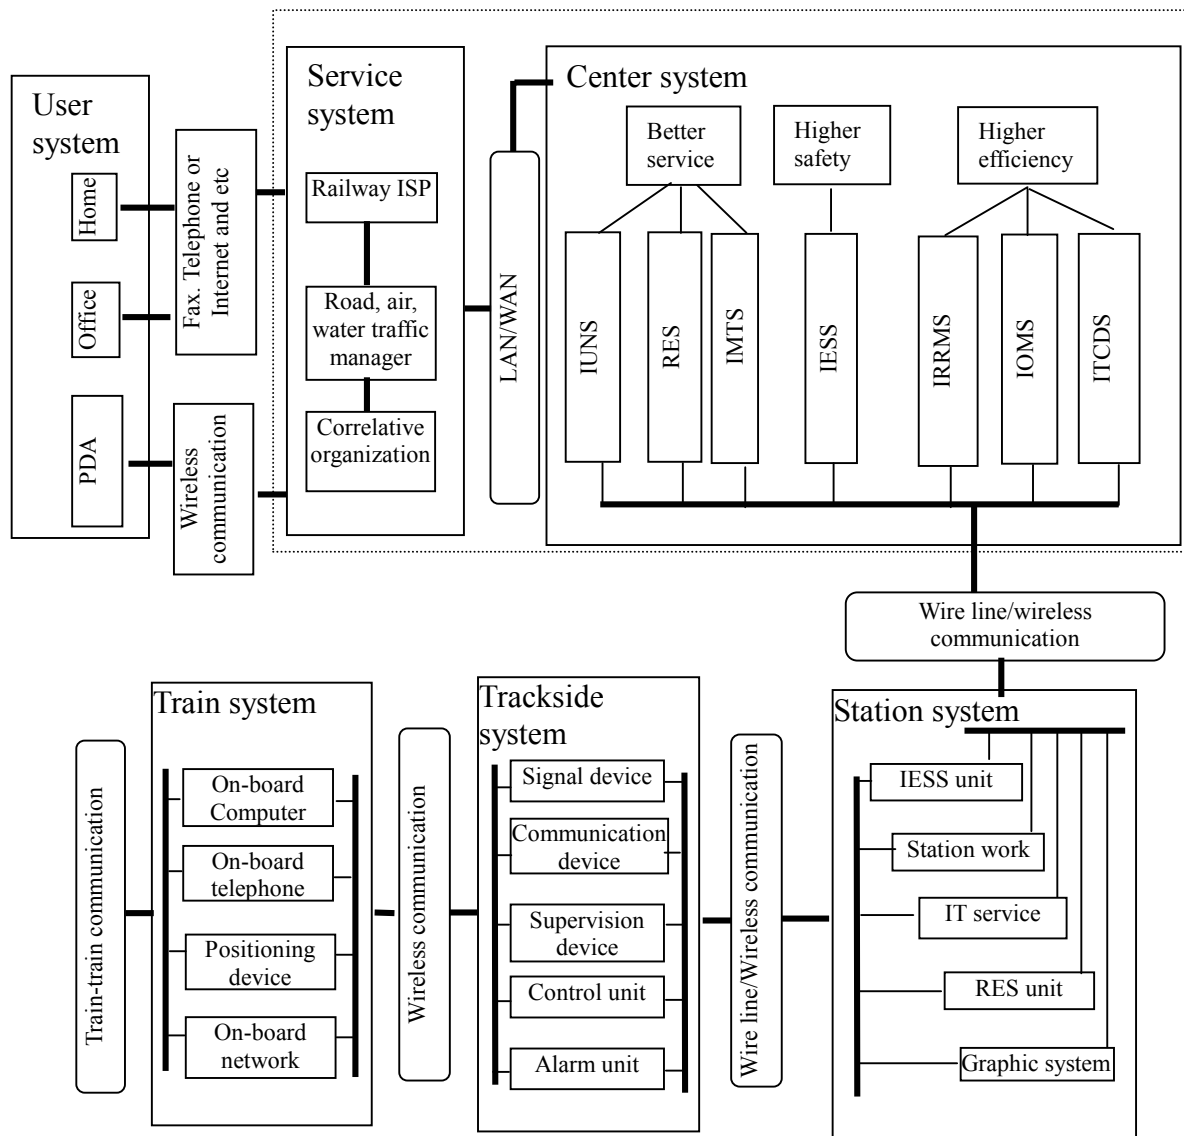 User
system
Home
Office
PDA
Fax. Telephone or
Internet and etc
Wireless
communication
Service
system
Railway ISP
Road, air,
water traffic
manager
Correlative
organization
LAN/WAN
Center system
Better
service
Higher
safety
Higher
efficiency
IUNS
RES
IMTS
IESS
IRRMS
IOMS
ITCDS
Wire line/wireless
communication
Train-train communication
Train system
On-board
Computer
On-board
telephone
Positioning
device
On-board
network
Wireless communication
Trackside
system
Signal device
Communication
device
Supervision
device
Control unit
Alarm unit
Wire line/Wireless communication
Station system
IESS unit
Station work
IT service
RES unit
Graphic system